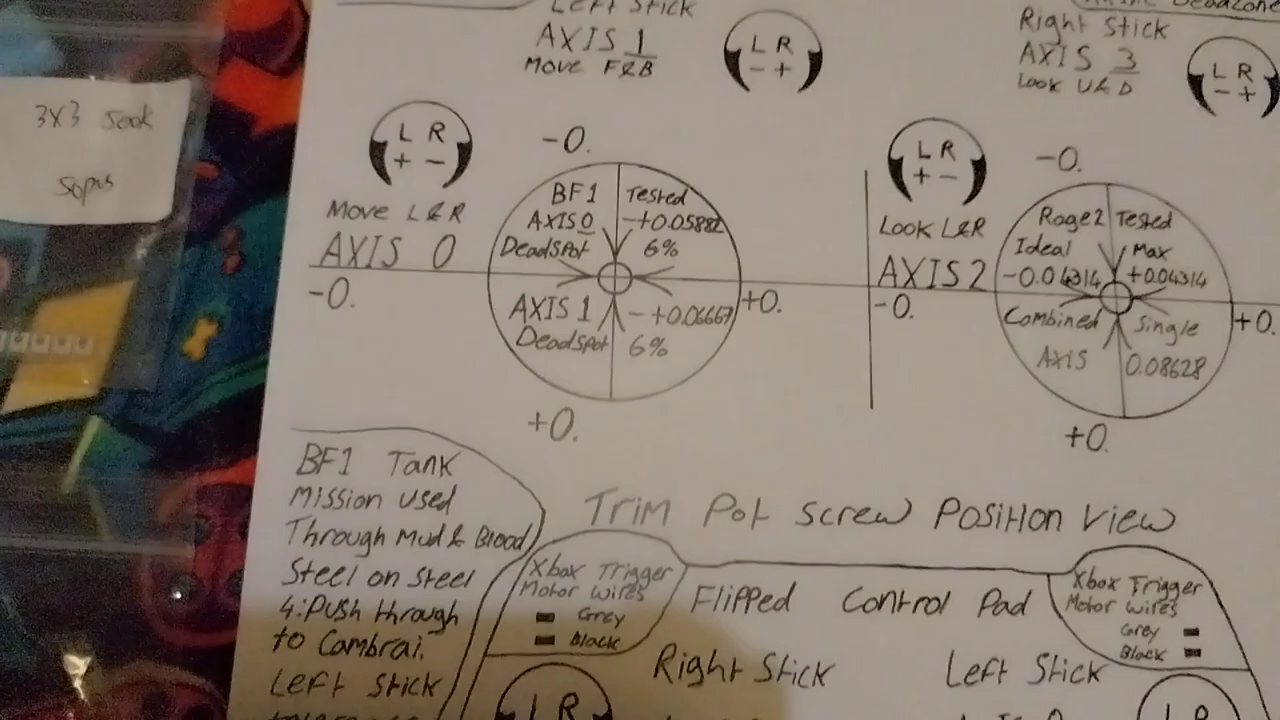 Left Stick
AXIS 1
Move F&B
L R
- +
Deadzone
Right Stick
AXIS 3
Look U&D
L R
- +
3X3 500k
50pcs
L R
+ -
Move L&R
AXIS 0
-0.
-0.
BF1
AXIS 0
DeadSpot
Tested
-+0.05882
6%
AXIS 1
DeadSpot
-+0.06667
6%
+0.
+0.
L R
+ -
Look L&R
AXIS 2
-0.
-0.
Rage2
Ideal
-0.04314
Tested
Max
+0.04314
Combined
AXIS
Single
0.08628
+0.
+0.
BF1 Tank
Mission used
Through Mud & Blood
Steel on Steel
4:Push through
to Cambrai.
Left Stick
Trim Pot Screw Position View
Xbox Trigger
Motor Wires
Grey
Black
Flipped Control Pad
Xbox Trigger
Motor Wires
Grey
Black
Right Stick
Left Stick
L R
L R